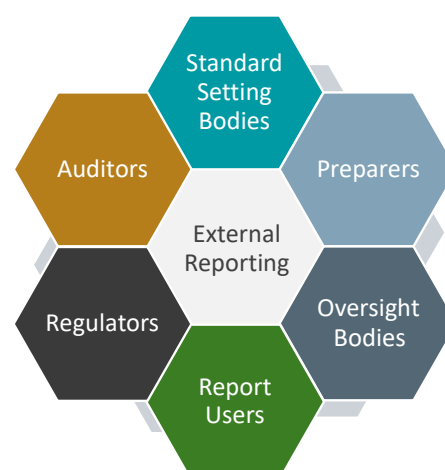 Standard
Setting
Bodies
Auditors
Preparers
External
Reporting
Regulators
Oversight
Bodies
Report
Users